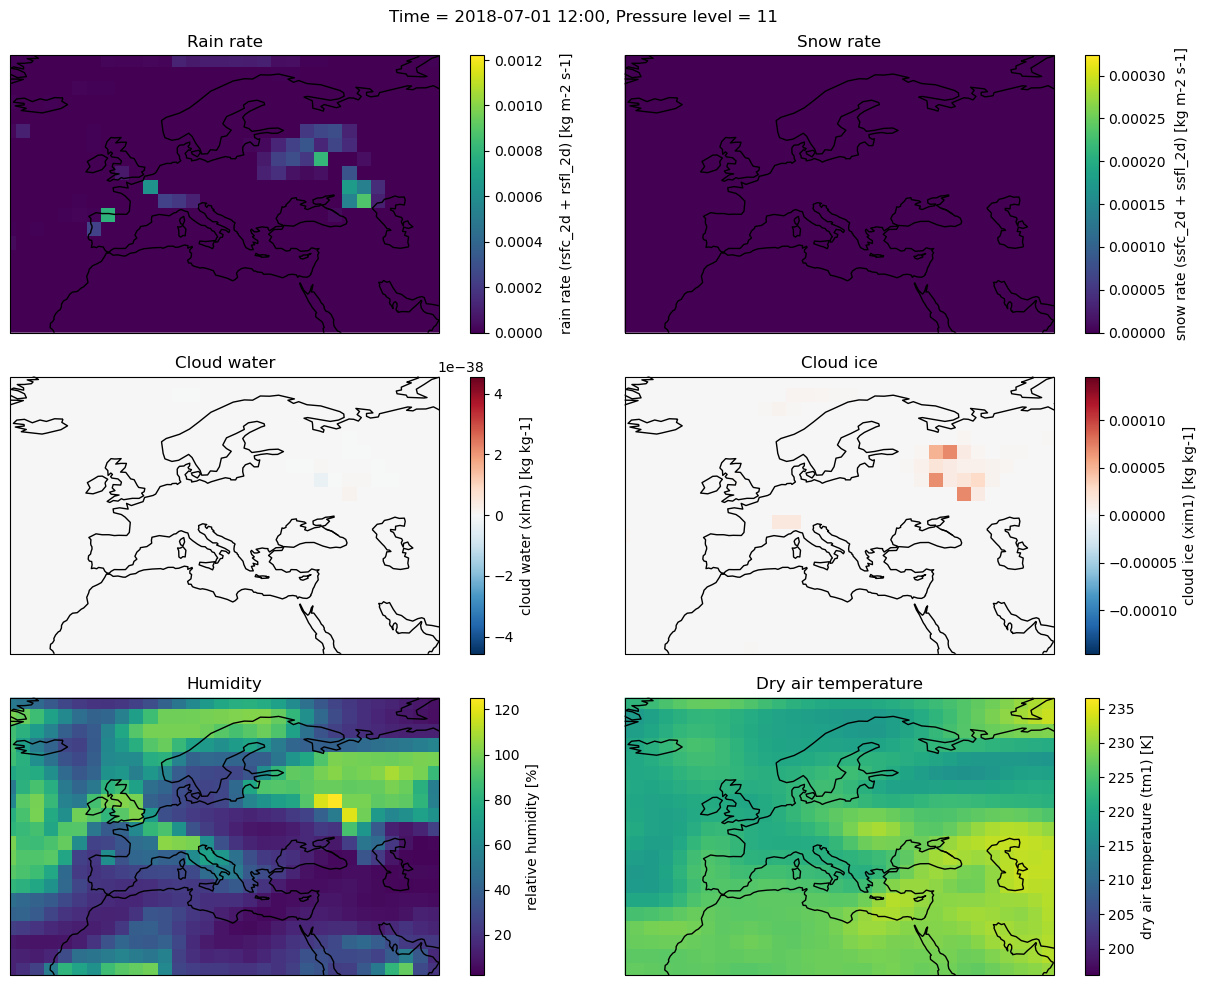 Time = 2018-07-01 12:00, Pressure level = 11
Rain rate
0.0012
0.0010
0.0008
0.0006
0.0004
0.0002
0.0000
rain rate (rsfc_2d + rsfl_2d) [kg m-2 s-1]
Snow rate
0.00030
0.00025
0.00020
0.00015
0.00010
0.00005
0.00000
snow rate (ssfc_2d + ssfl_2d) [kg m-2 s-1]
Cloud water
1e−38
4
2
0
−2
−4
cloud water (xlm1) [kg kg-1]
Cloud ice
0.00010
0.00005
0.00000
−0.00005
−0.00010
cloud ice (xim1) [kg kg-1]
Humidity
120
100
80
60
40
20
relative humidity [%]
Dry air temperature
235
230
225
220
215
210
205
200
dry air temperature (tm1) [K]